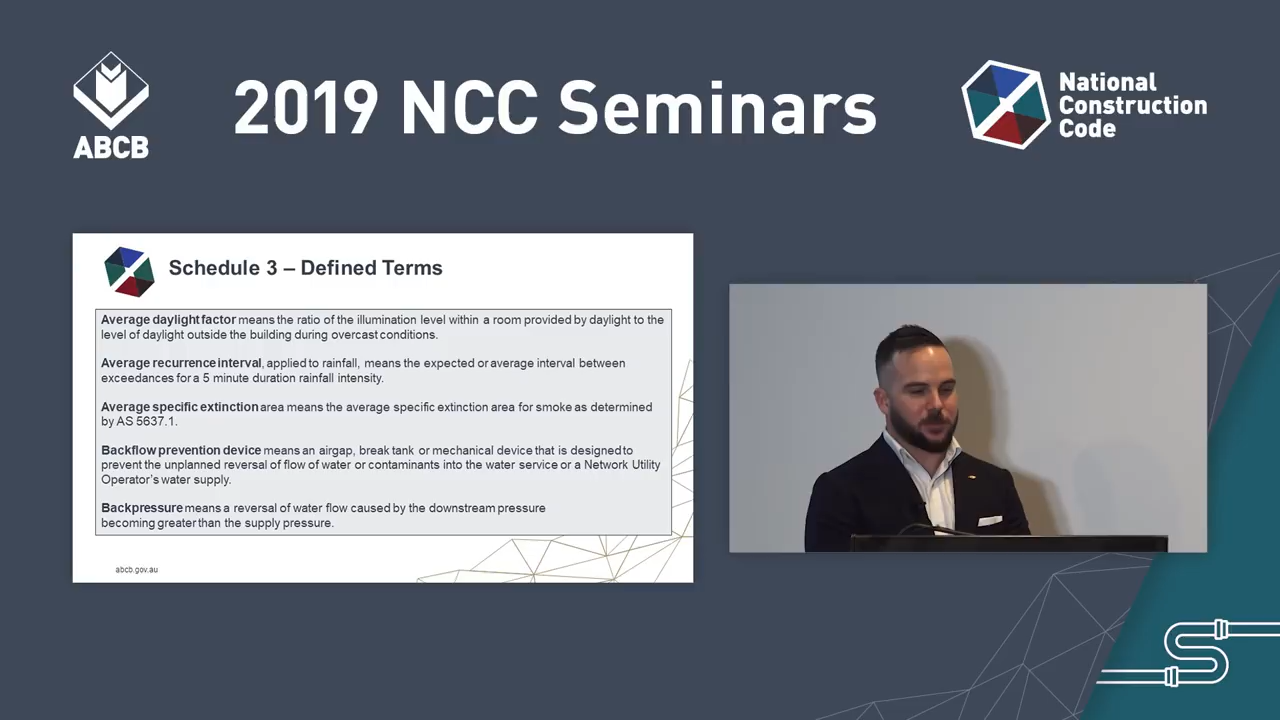 ABCB
2019 NCC Seminars
National
Construction
Code
Schedule 3 – Defined Terms
Average daylight factor means the ratio of the illumination level within a room provided by daylight to the
level of daylight outside the building during overcast conditions.
Average recurrence interval, applied to rainfall, means the expected or average interval between
exceedances for a 5 minute duration rainfall intensity.
Average specific extinction area means the average specific extinction area for smoke as determined
by AS 5637.1.
Backflow prevention device means an airgap, break tank or mechanical device that is designed to
prevent the unplanned reversal of flow of water or contaminants into the water service or a Network Utility
Operator's water supply.
Backpressure means a reversal of water flow caused by the downstream pressure
becoming greater than the supply pressure.
abcb.gov.au